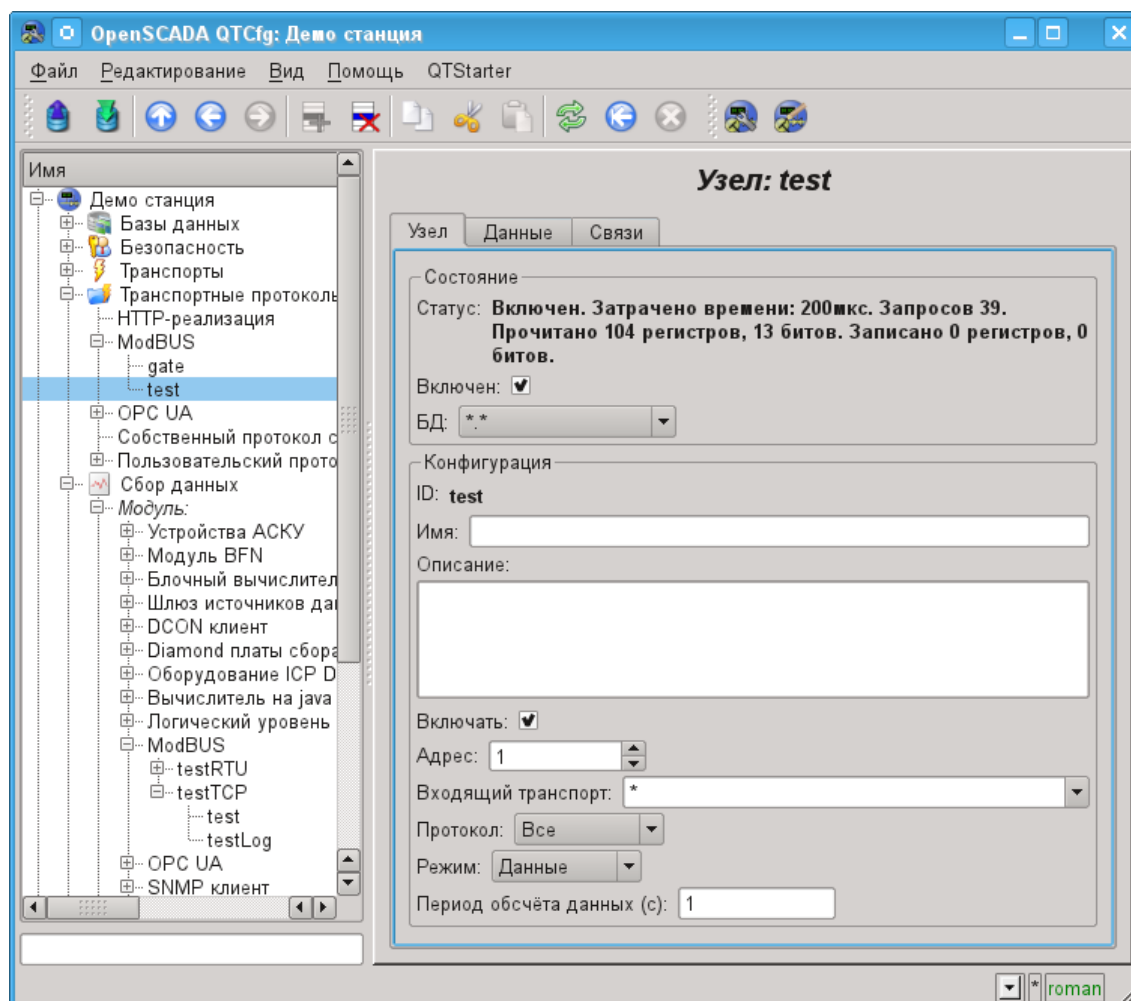 OpenSCADA QTCfg: Демо станция
Файл Редактирование Вид Помощь QTStarter
Имя
Демо станция
Базы данных
Безопасность
Транспорты
Транспортные протоколь
HTTP-реализация
ModBUS
gate
test
OPC UA
Собственный протокол с
Пользовательский прото
Сбор данных
Модуль:
Устройства АСКУ
Модуль BFN
Блочный вычислител
Шлюз источников дан
DCON клиент
Diamond платы сбора
Оборудование ICP D
Вычислитель на java
Логический уровень
ModBUS
testRTU
testTCP
test
testLog
OPC UA
SNMP клиент
Узел: test
Узел Данные Связи
Состояние
Статус: Включен. Затрачено времени: 200мкс. Запросов 39.
Прочитано 104 регистров, 13 битов. Записано 0 регистров, 0
битов.
Включен:
БД: *.*
Конфигурация
ID: test
Имя:
Описание:
Включать:
Адрес: 1
Входящий транспорт: *
Протокол: Все
Режим: Данные
Период обсчёта данных (с): 1
* roman